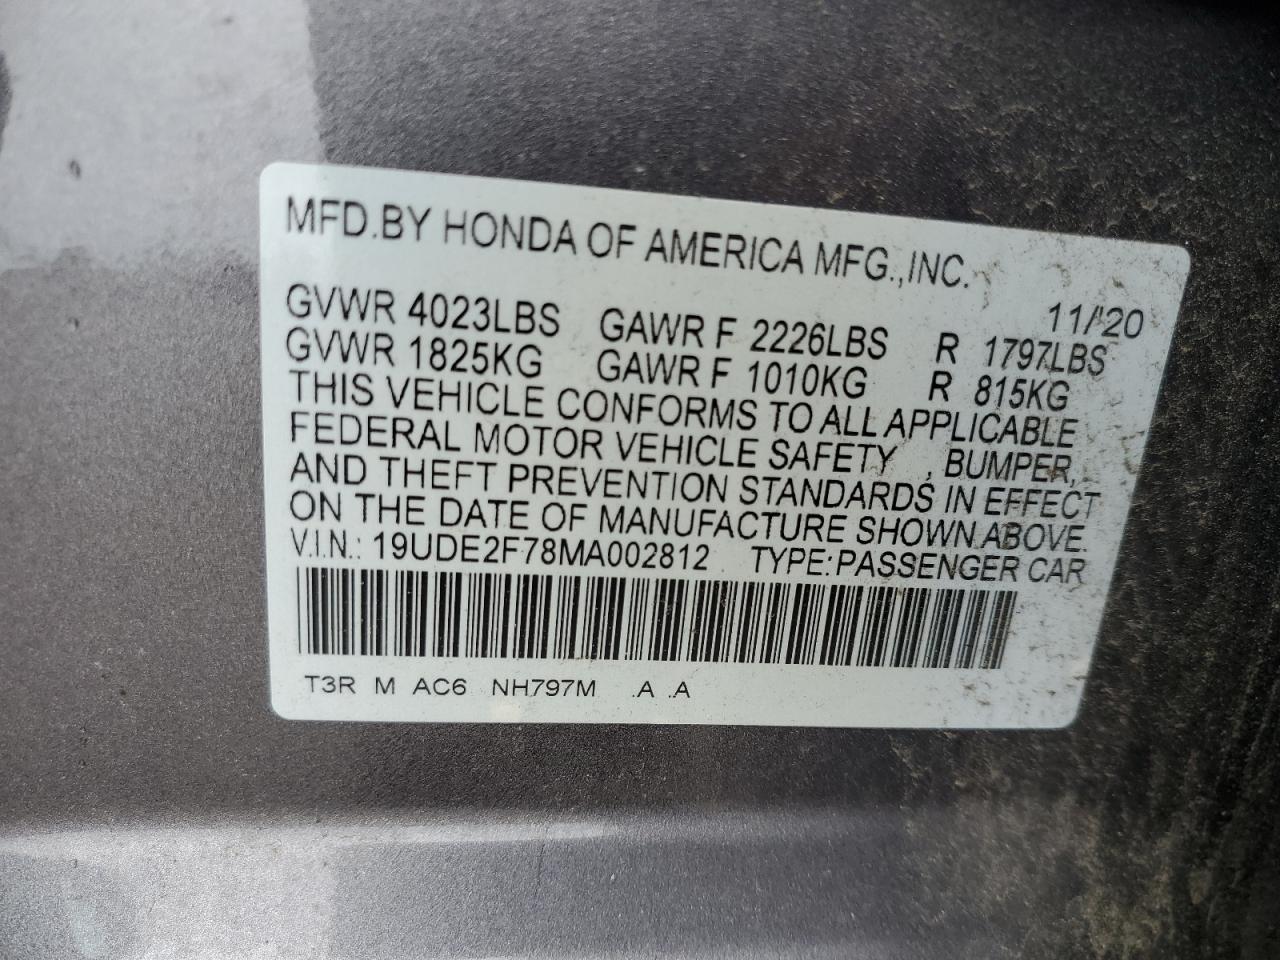 MFD.BY HONDA OF AMERICA MFG.,INC.
11/'20
GVWR 4023LBS GAWR F 2226LBS R 1797LBS
GVWR 1825KG GAWR F 1010KG R 815KG
THIS VEHICLE CONFORMS TO ALL APPLICABLE
FEDERAL MOTOR VEHICLE SAFETY , BUMPER,
AND THEFT PREVENTION STANDARDS IN EFFECT
ON THE DATE OF MANUFACTURE SHOWN ABOVE.
V.I.N.: 19UDE2F78MA002812 TYPE:PASSENGER CAR
T3R M AC6 NH797M .A .A